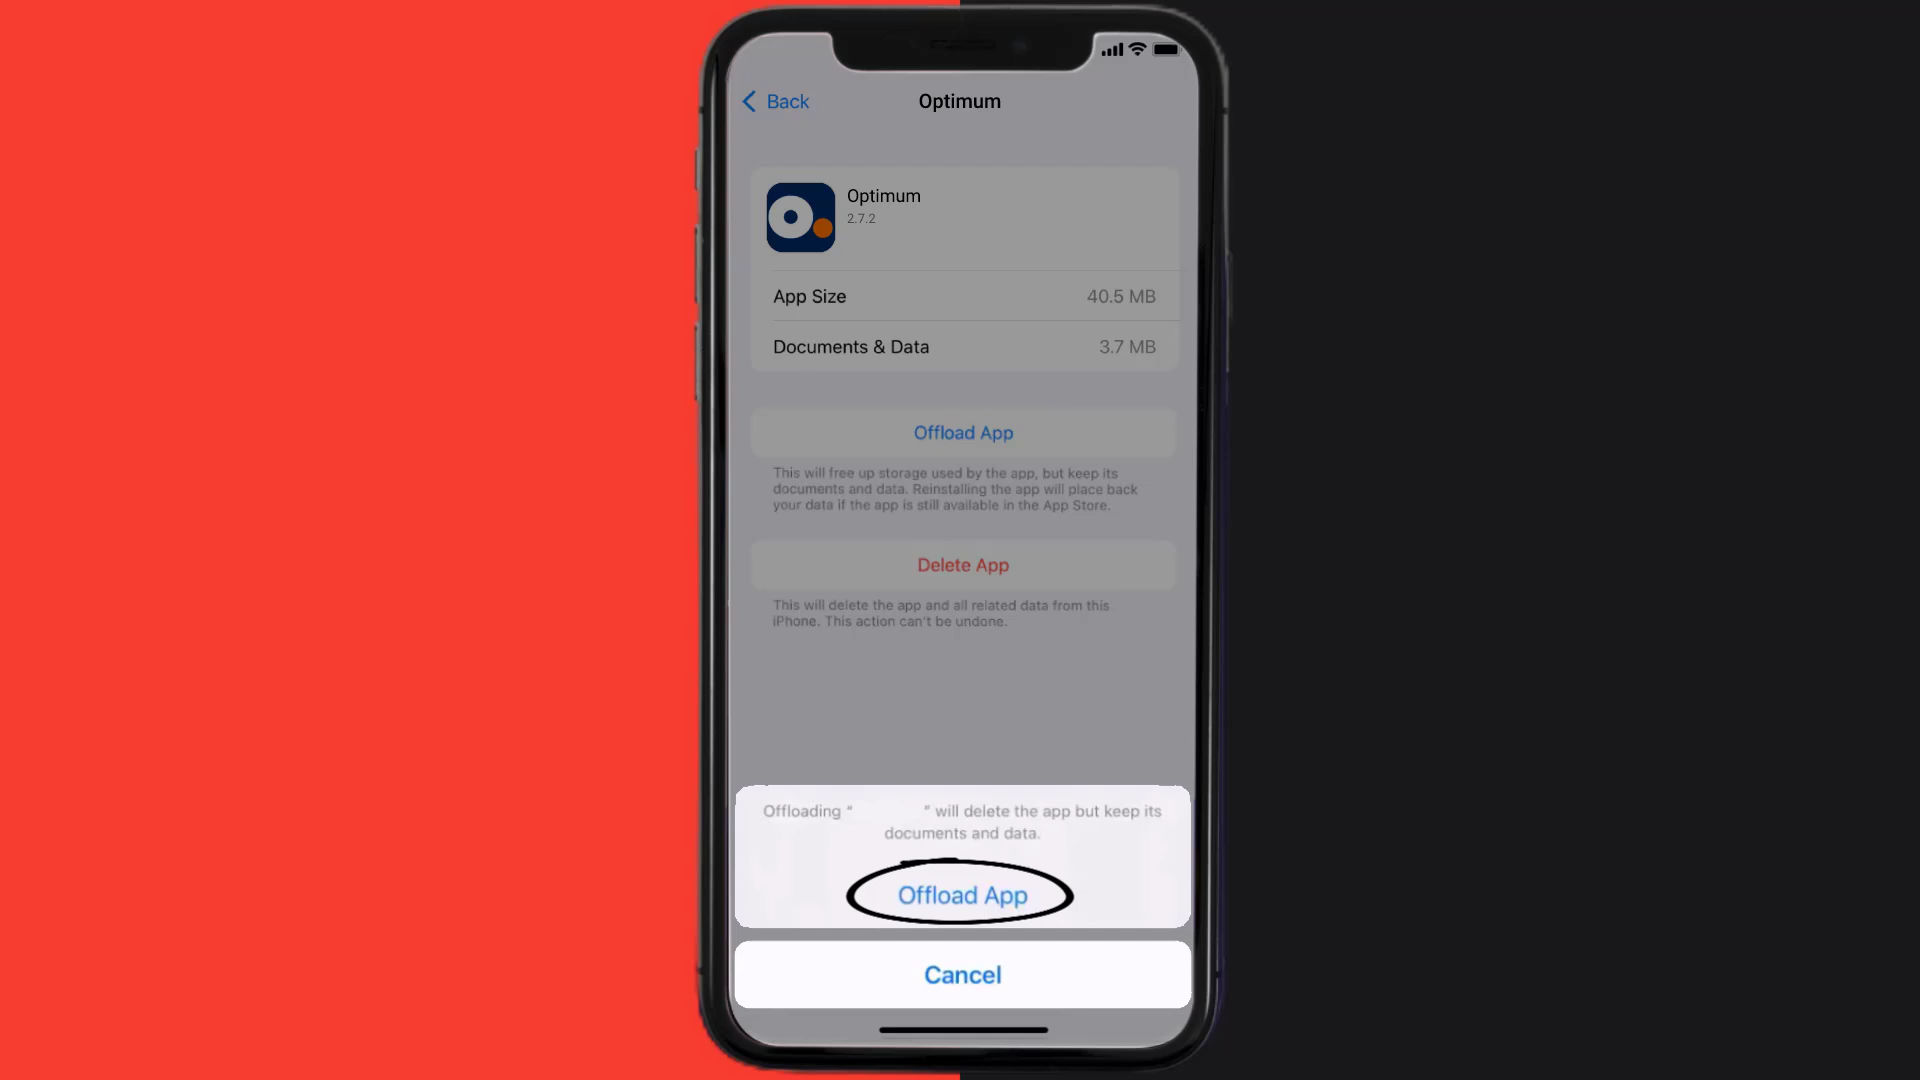 Back
Optimum
Optimum
2.7.2
App Size 40.5 MB
Documents & Data 3.7 MB
Offload App
This will free up storage used by the app, but keep its
documents and data. Reinstalling the app will place back
your data if the app is still available in the App Store.
Delete App
This will delete the app and all related data from this
iPhone. This action can't be undone.
Offloading “ ” will delete the app but keep its
documents and data.
Offload App
Cancel